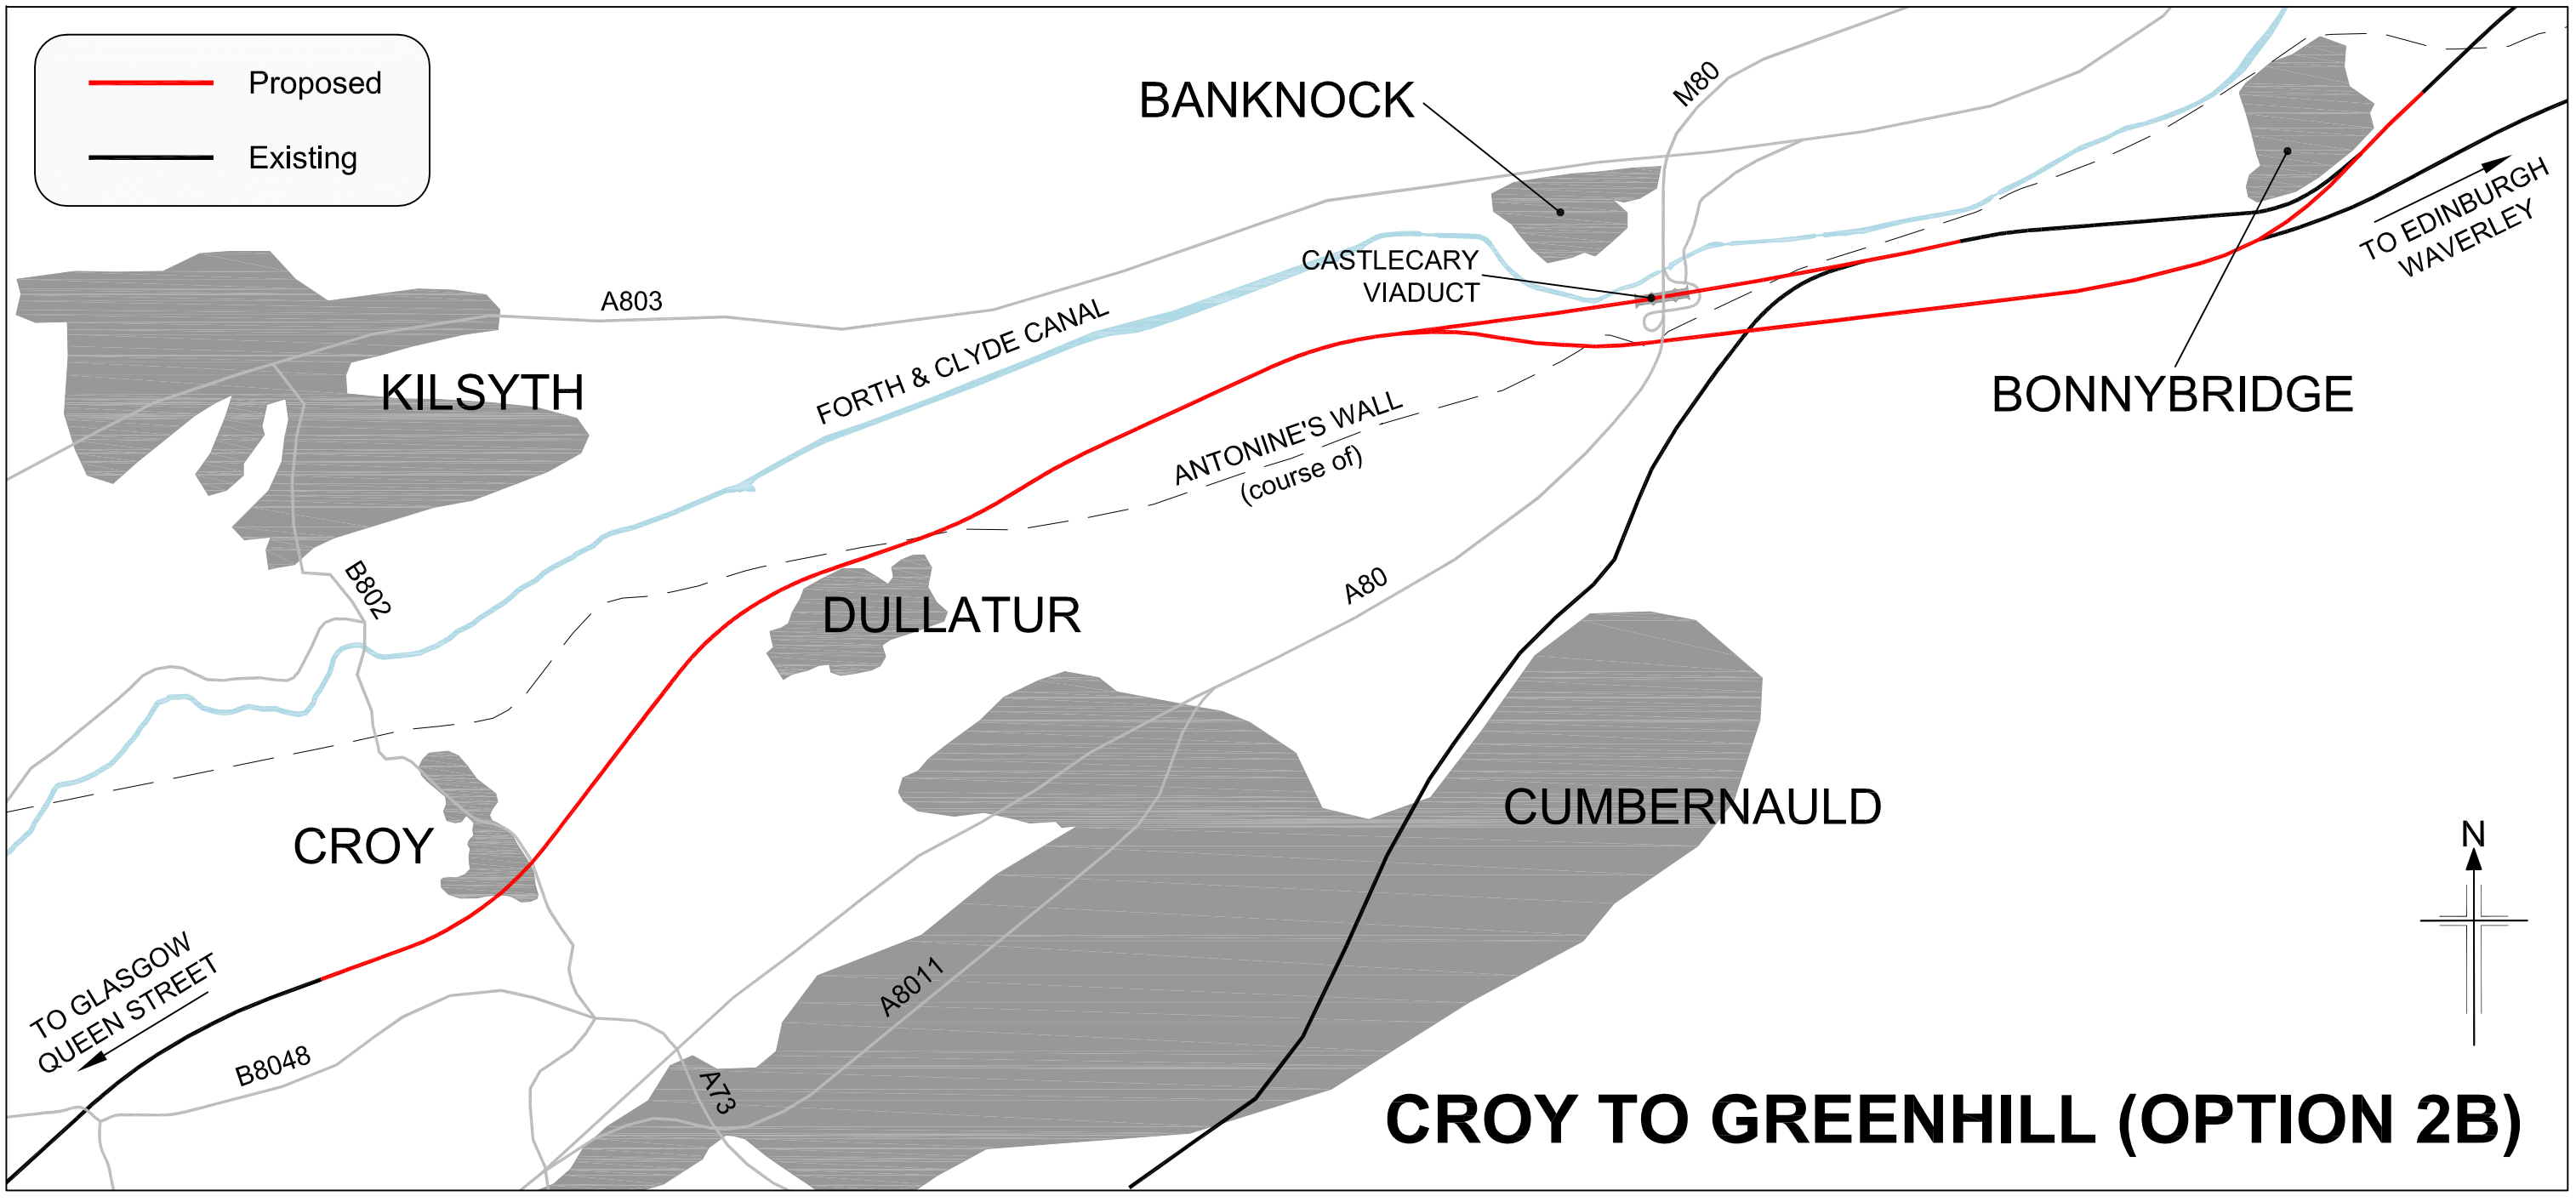 Proposed
Existing
BANKNOCK
M80
TO EDINBURGH
WAVERLEY
CASTLECARY
VIADUCT
A803
FORTH & CLYDE CANAL
KILSYTH
BONNYBRIDGE
ANTONINE'S WALL
(course of)
B802
A80
DULLATUR
CUMBERNAULD
CROY
N
TO GLASGOW
QUEEN STREET
A8011
B8048
A73
CROY TO GREENHILL (OPTION 2B)